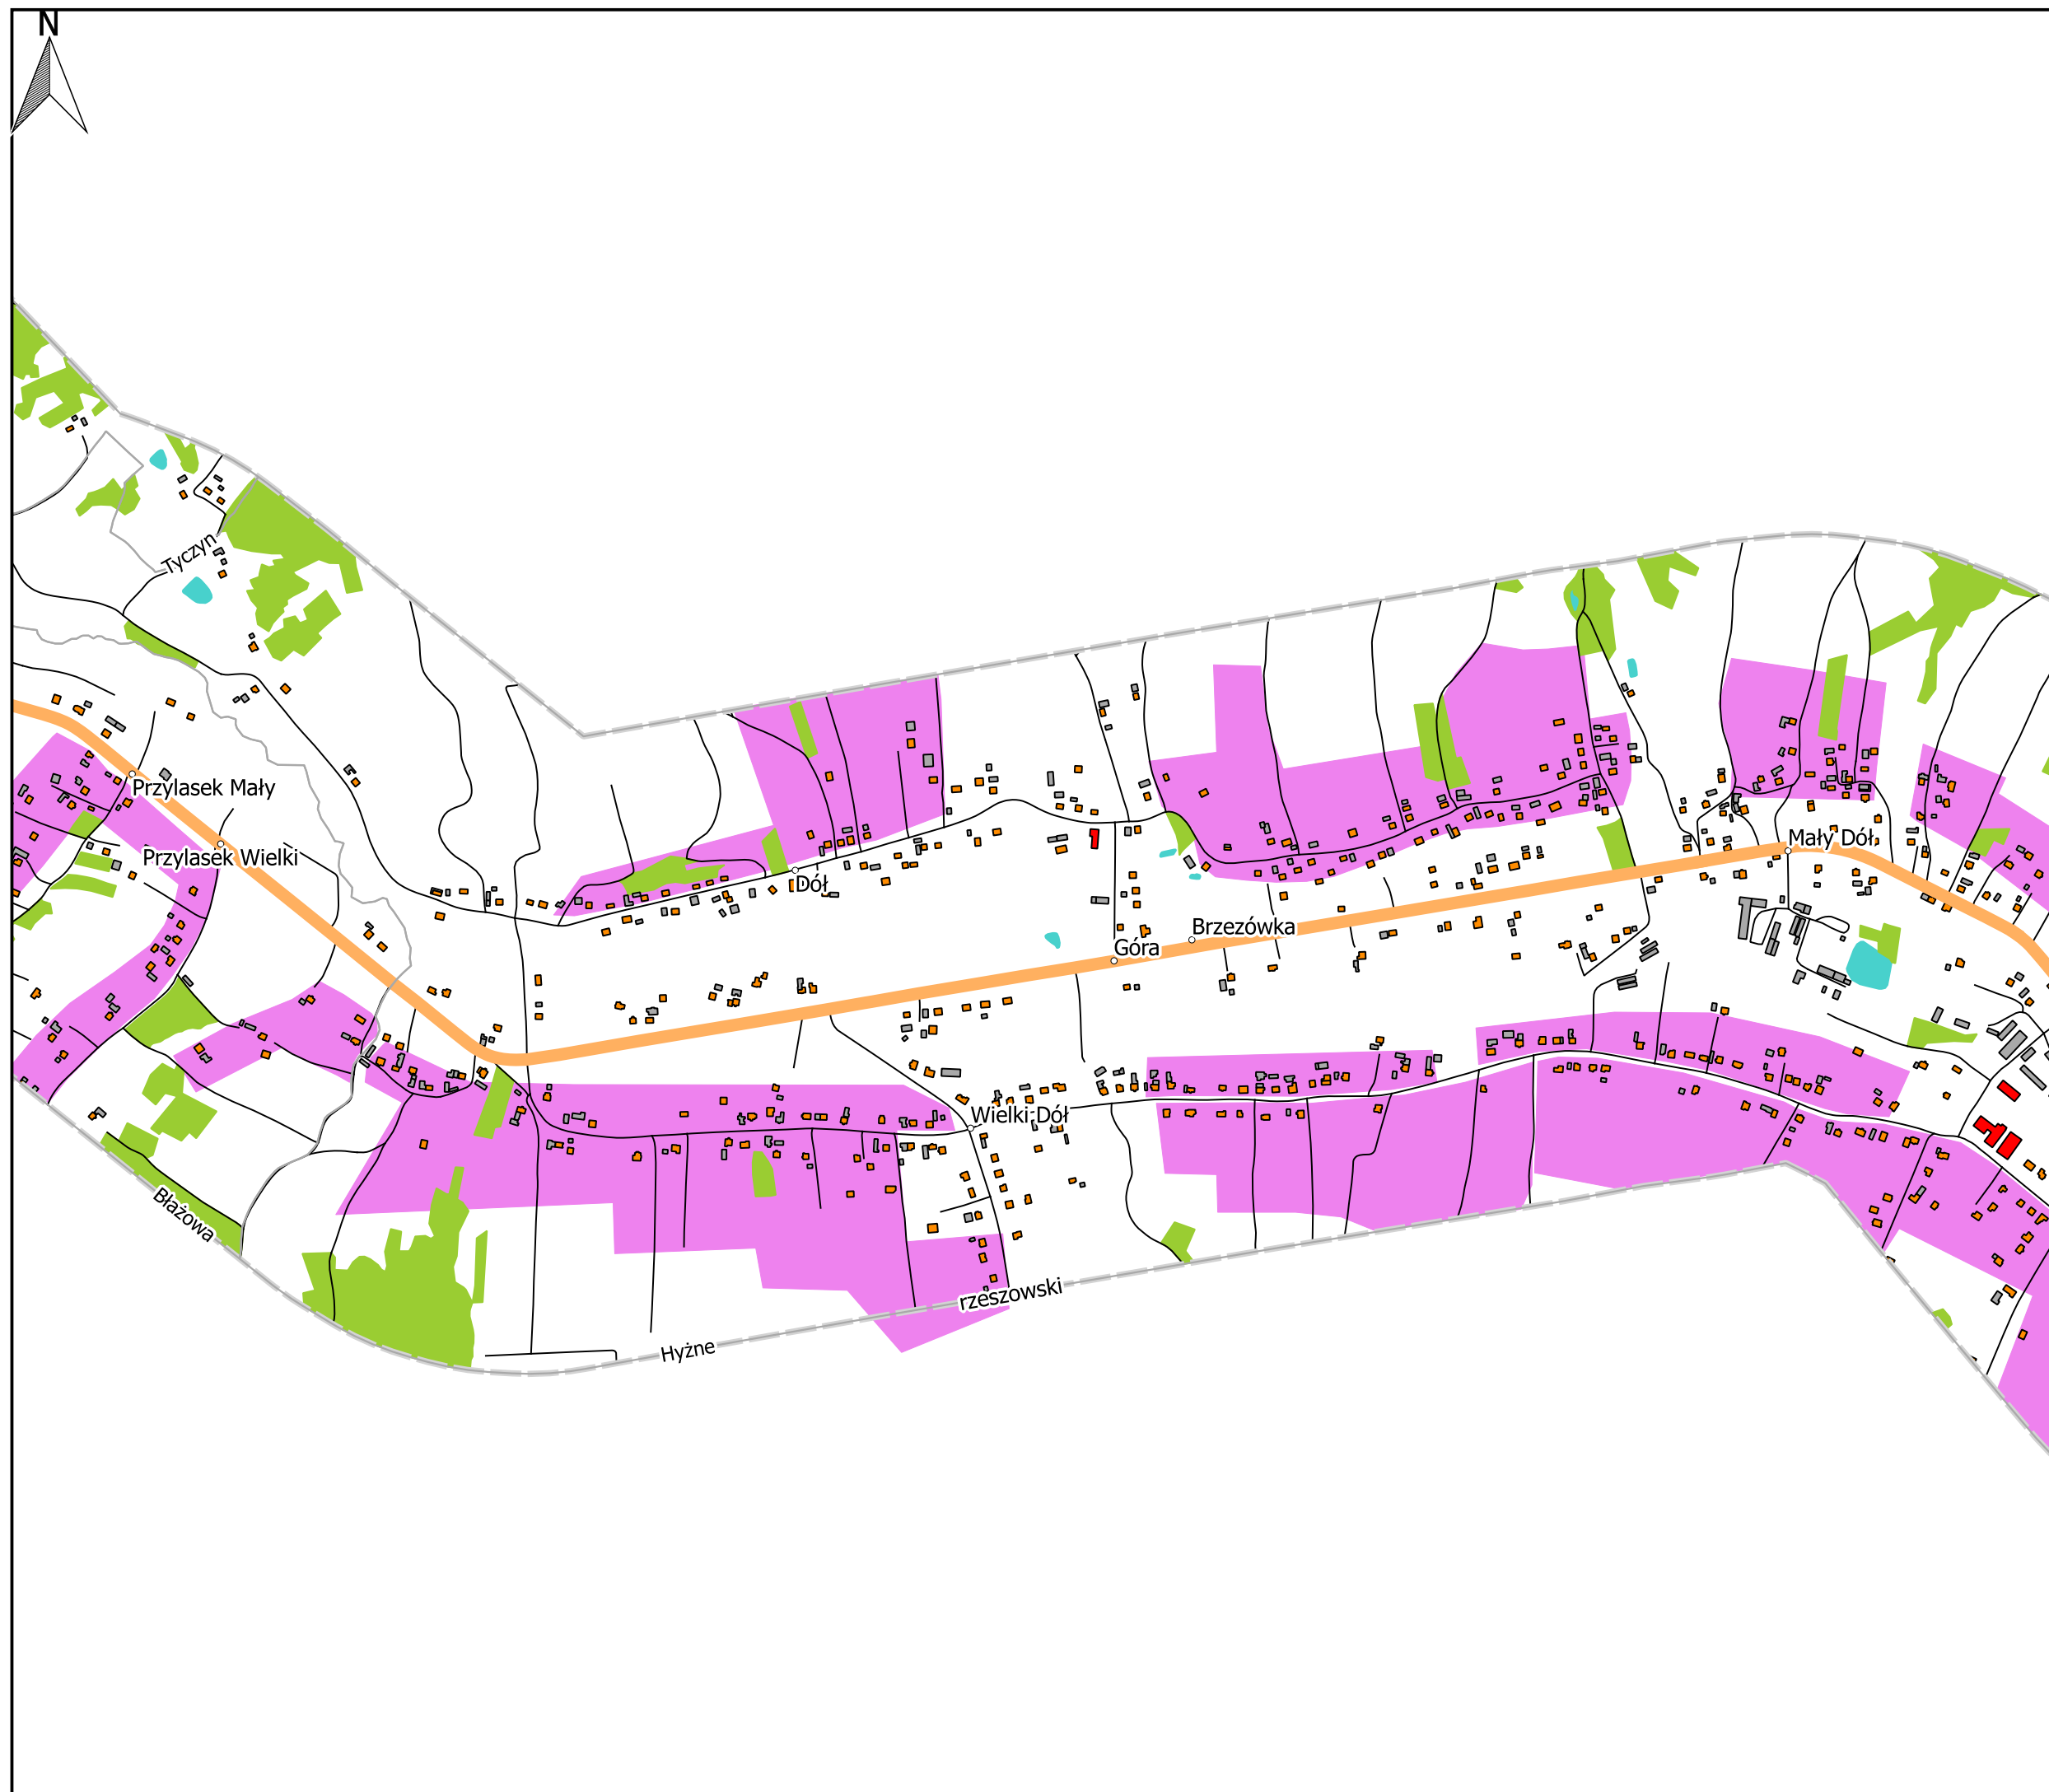 N
Tyczyn
Przylasek Mały
Przylasek Wielki
Mały Dół
Dół
Brzezówka
Góra
Wielki Dół
Błażowa
rzeszowski
Hyżne